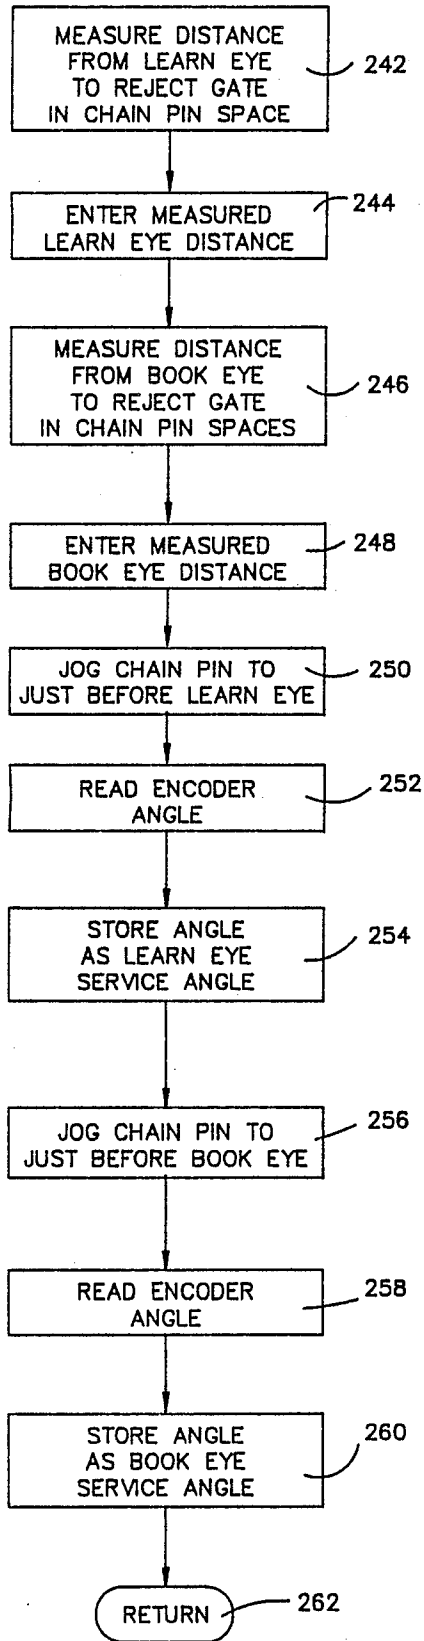 MEASURE DISTANCE
FROM LEARN EYE
TO REJECT GATE
IN CHAIN PIN SPACE
242
ENTER MEASURED
LEARN EYE DISTANCE
244
MEASURE DISTANCE
FROM BOOK EYE
TO REJECT GATE
IN CHAIN PIN SPACES
246
ENTER MEASURED
BOOK EYE DISTANCE
248
JOG CHAIN PIN TO
JUST BEFORE LEARN EYE
250
READ ENCODER
ANGLE
252
STORE ANGLE
AS LEARN EYE
SERVICE ANGLE
254
JOG CHAIN PIN TO
JUST BEFORE BOOK EYE
256
READ ENCODER
ANGLE
258
STORE ANGLE
AS BOOK EYE
SERVICE ANGLE
260
RETURN
262